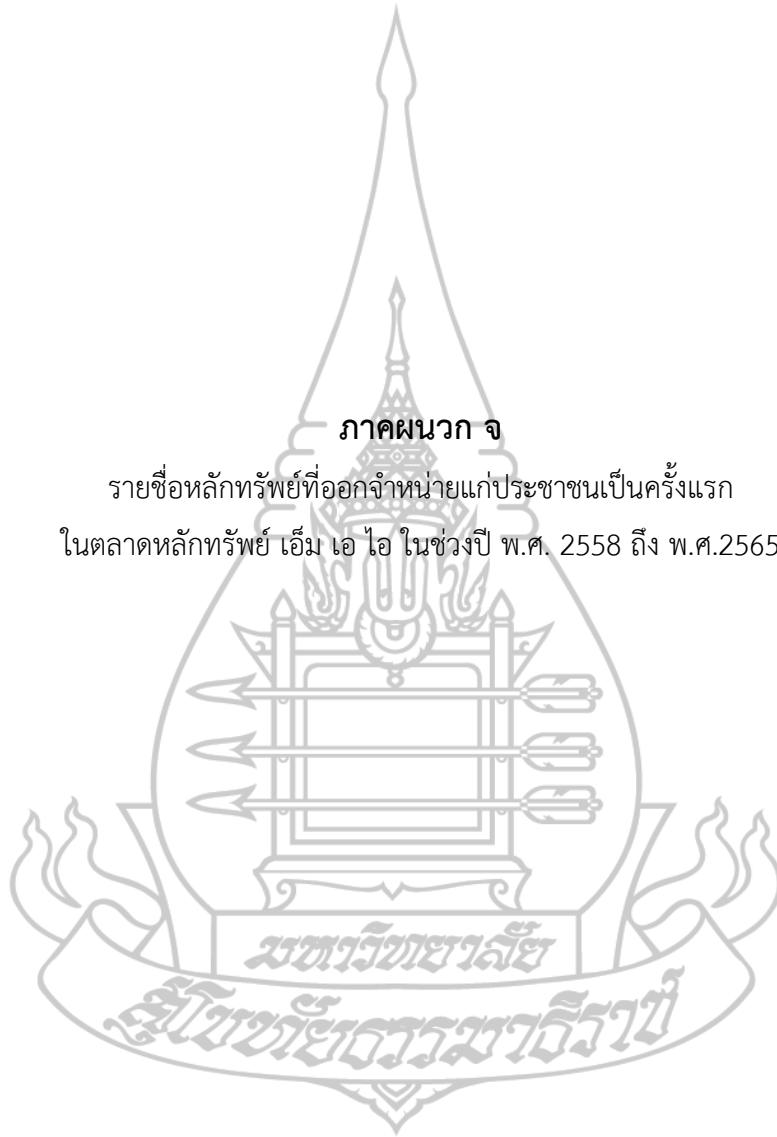 ภาคผนวก จ
รายชื่อหลักทรัพย์ที่ออกจำหน่ายแก่ประชาชนเป็นครั้งแรก
ในตลาดหลักทรัพย์ เอ็ม เอ ไอ ในช่วงปี พ.ศ. 2558 ถึง พ.ศ.2565
มหาวิทยาลัย
สุโขทัยธรรมาธิราช